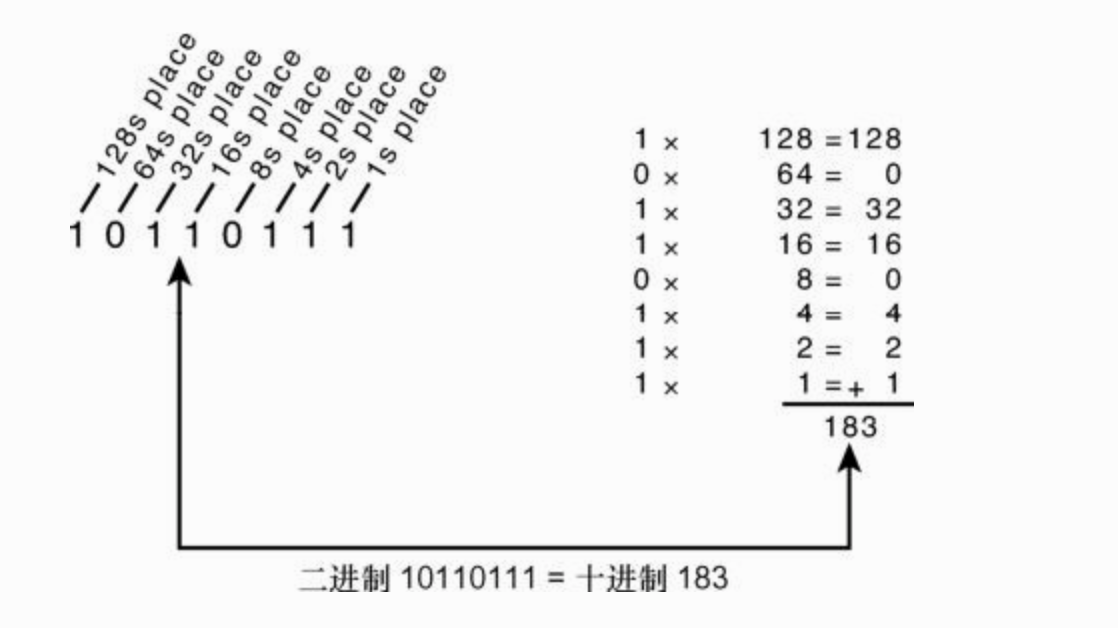 128s place
64s place
32s place
16s place
8s place
4s place
2s place
1s place
1 0 1 1 0 1 1 1
1 × 128 = 128
0 × 64 = 0
1 × 32 = 32
1 × 16 = 16
0 × 8 = 0
1 × 4 = 4
1 × 2 = 2
1 × 1 = + 1
183
二进制 10110111 = 十进制 183